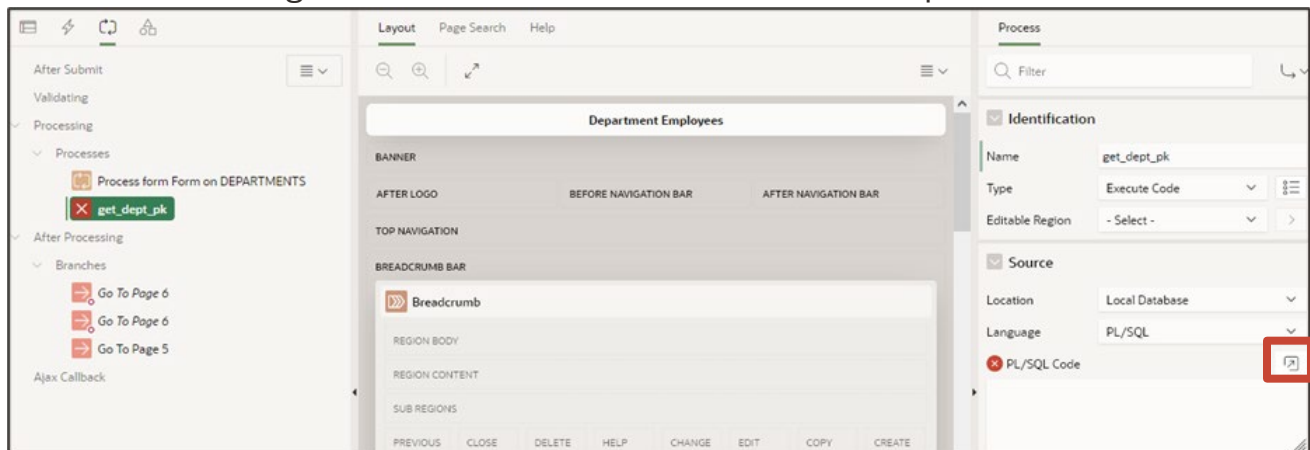 Layout Page Search Help
Process
After Submit
Filter
Validating
Processing
Department Employees
Identification
Processes
BANNER
Name get_dept_pk
Process form Form on DEPARTMENTS
AFTER LOGO BEFORE NAVIGATION BAR AFTER NAVIGATION BAR
Type Execute Code
get_dept_pk
Editable Region - Select -
After Processing
TOP NAVIGATION
Branches
BREADCRUMB BAR
Source
Go To Page 6
Breadcrumb
Location Local Database
Go To Page 6
Language PL/SQL
REGION BODY
Go To Page 5
PL/SQL Code
Ajax Callback
REGION CONTENT
SUB REGIONS
PREVIOUS CLOSE DELETE HELP CHANGE EDIT COPY CREATE